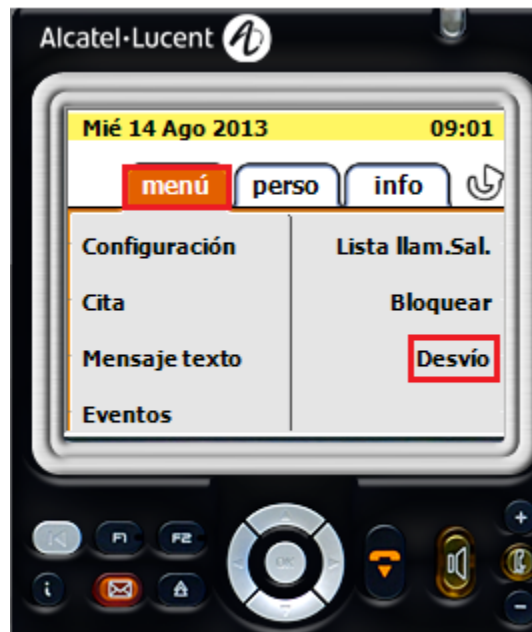 Alcatel·Lucent
Mié 14 Ago 2013 09:01
menú perso info
Configuración Lista llam.Sal.
Cita Bloquear
Mensaje texto Desvío
Eventos
F1 F2
OK
i
+
-